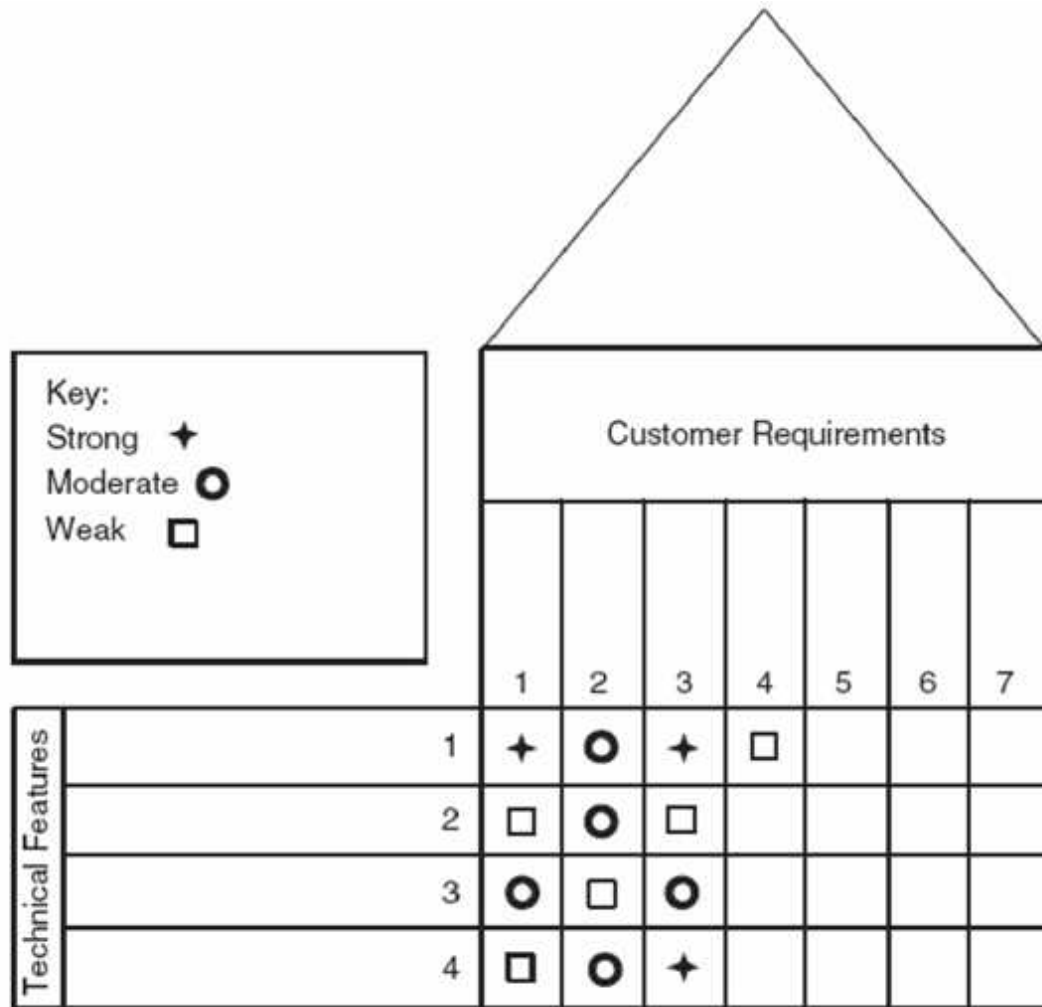 Key:
Strong
Moderate
Weak
Customer Requirements
1 2 3 4 5 6 7
Technical Features
1
2
3
4